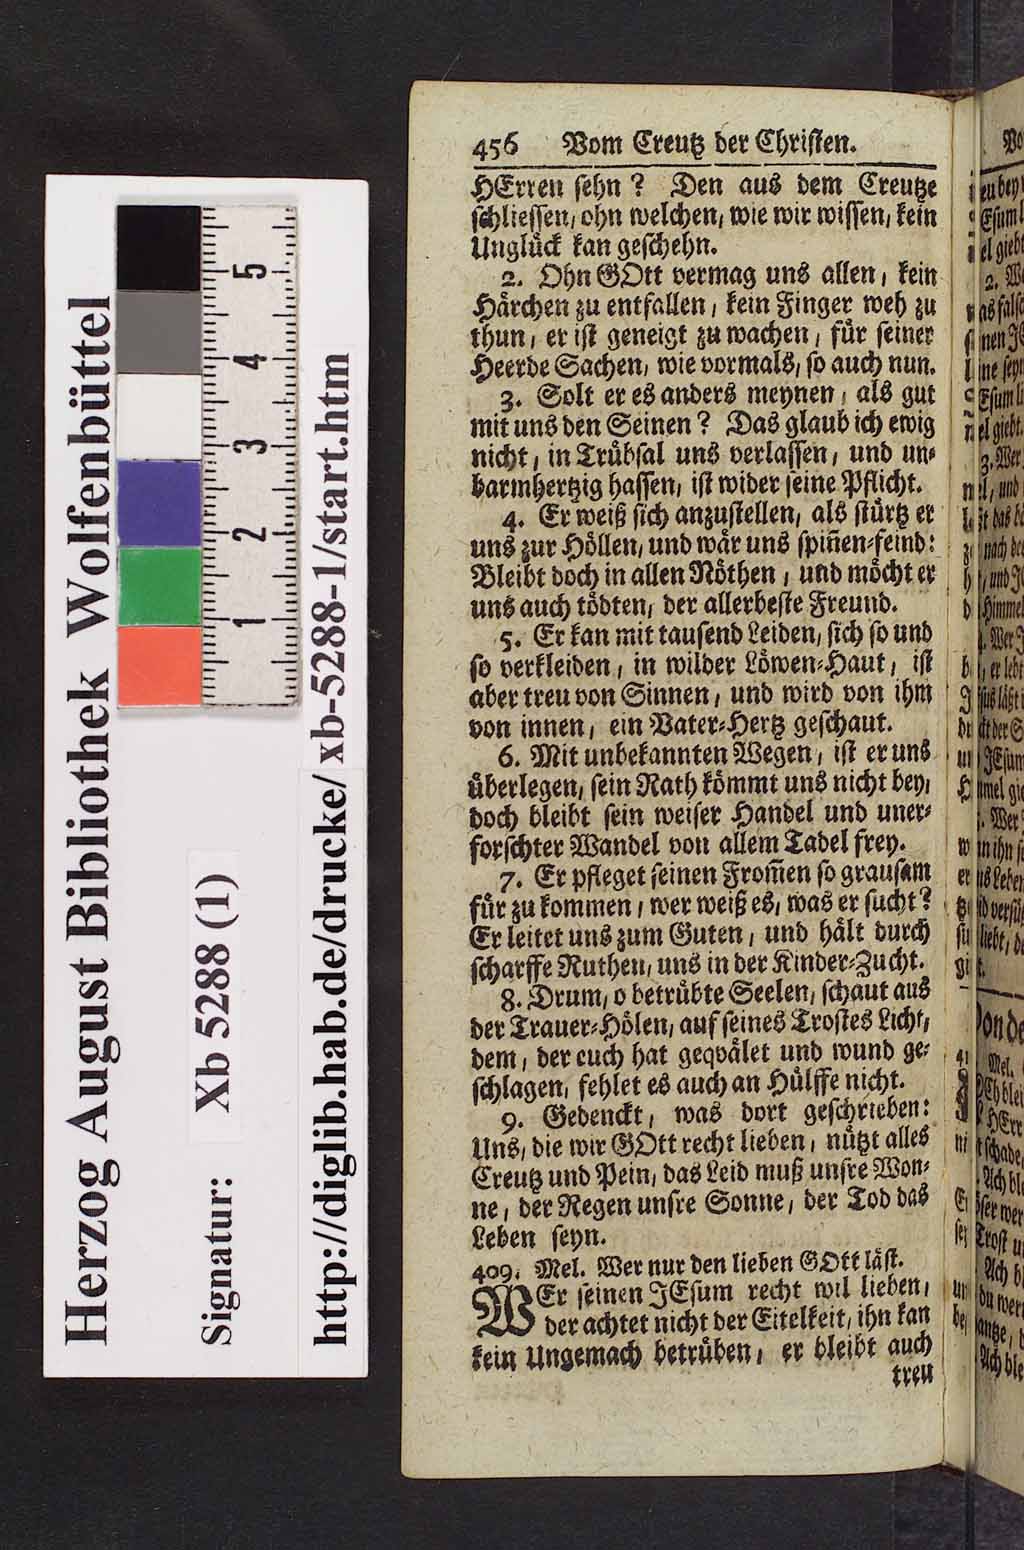 456 Vom Creutz der Christen.
HErren sehn? Den aus dem Creutze
schliessen, ohn welchen, wie wir wissen, kein
Unglück kan geschehn.
2. Ohn GOtt vermag uns allen, kein
Härchen zu entfallen, kein Finger weh zu
thun, er ist geneigt zu wachen, für seiner
Heerde Sachen, wie vormals, so auch nun.
3. Solt er es anders meynen, als gut
mit uns den Seinen? Das glaub ich ewig
nicht, in Trübsal uns verlassen, und un-
barmhertzig hassen, ist wider seine Pflicht.
4. Er weiß sich anzustellen, als stürtz er
uns zur Höllen, und wär uns spiñen-feind:
Bleibt doch in allen Nöthen, und möcht er
uns auch tödten, der allerbeste Freund.
5. Er kan mit tausend Leiden, sich so und
so verkleiden, in wilder Löwen-Haut, ist
aber treu von Sinnen, und wird von ihm
von innen, ein Vater-Hertz geschaut.
6. Mit unbekannten Wegen, ist er uns
überlegen, sein Rath kömmt uns nicht bey,
doch bleibt sein weiser Handel und uner-
forschter Wandel von allem Tadel frey.
7. Er pfleget seinen From̃en so grausam
für zu kommen, wer weiß es, was er sucht?
Er leitet uns zum Guten, und hält durch
scharffe Ruthen, uns in der Kinder-Zucht.
8. Drum, o betrübte Seelen, schaut aus
der Trauer-Hölen, auf seines Trostes Licht,
dem, der euch hat geqvälet und wund ge-
schlagen, fehlet es auch an Hülffe nicht.
9. Gedenckt, was dort geschrieben:
Uns, die wir GOtt recht lieben, nützt alles
Creutz und Pein, das Leid muß unsre Won-
ne, der Regen unsre Sonne, der Tod das
Leben seyn.
409. Mel. Wer nur den lieben GOtt läst.
WEr seinen JEsum recht wil lieben,
der achtet nicht der Eitelkeit, ihn kan
kein Ungemach betrüben, er bleibt auch
treu
Herzog August Bibliothek Wolfenbüttel
Signatur: Xb 5288 (1)
http://diglib.hab.de/drucke/xb-5288-1/start.htm
5
4
3
2
1